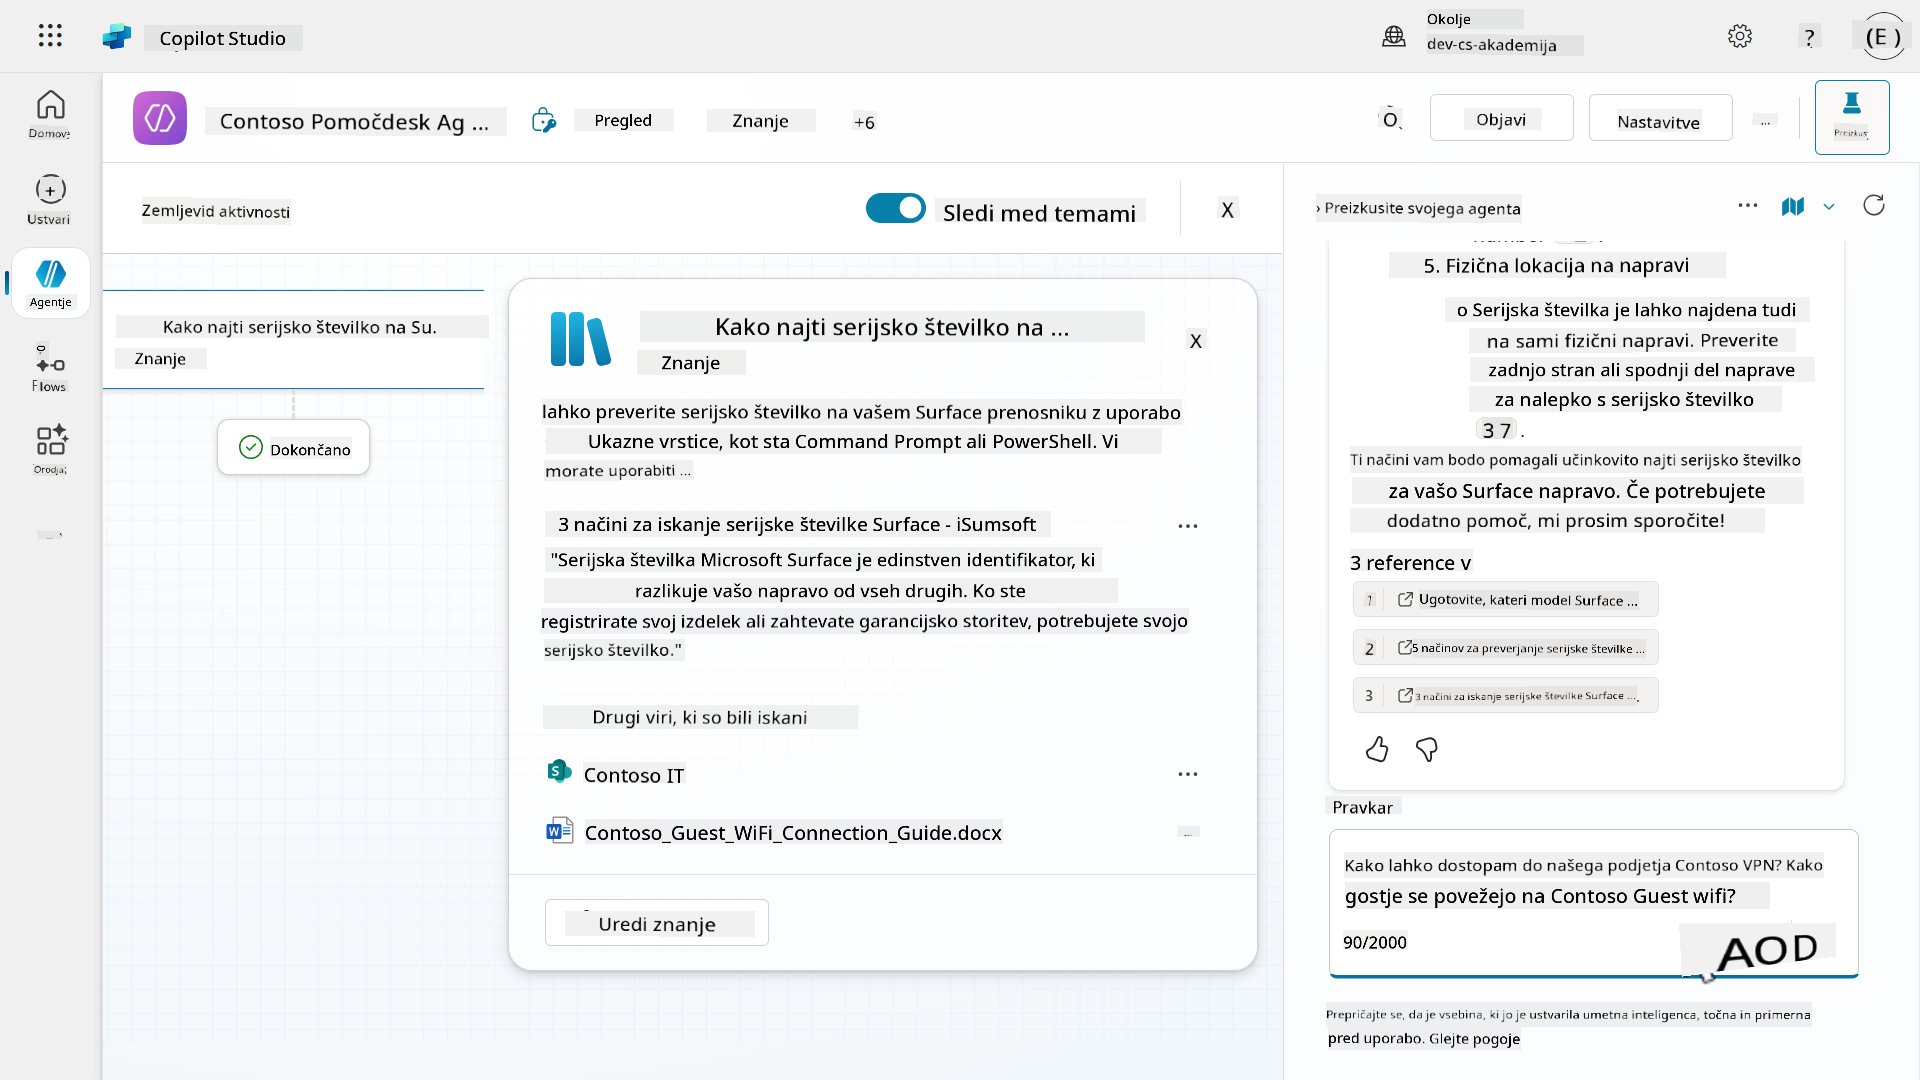 Copilot Studio
Okolje
dev-cs-akademija
?
(E )
Domov
Ustvari
Agentje
Flows
Orodja
Contoso Pomočdesk Ag ...
Pregled
Znanje
+6
Objavi
Nastavitve
...
Preizkus
Zemljevid aktivnosti
Sledi med temami
X
Kako najti serijsko številko na Su.
Znanje
Dokončano
Kako najti serijsko številko na ...
Znanje
X
lahko preverite serijsko številko na vašem Surface prenosniku z uporabo
Ukazne vrstice, kot sta Command Prompt ali PowerShell. Vi
morate uporabiti ...
3 načini za iskanje serijske številke Surface - iSumsoft
"Serijska številka Microsoft Surface je edinstven identifikator, ki
razlikuje vašo napravo od vseh drugih. Ko ste
registrirate svoj izdelek ali zahtevate garancijsko storitev, potrebujete svojo
serijsko številko."
Drugi viri, ki so bili iskani
Contoso IT
Contoso_Guest_WiFi_Connection_Guide.docx
Uredi znanje
› Preizkusite svojega agenta
5. Fizična lokacija na napravi
o Serijska številka je lahko najdena tudi
na sami fizični napravi. Preverite
zadnjo stran ali spodnji del naprave
za nalepko s serijsko številko
3 7 .
Ti načini vam bodo pomagali učinkovito najti serijsko številko
za vašo Surface napravo. Če potrebujete
dodatno pomoč, mi prosim sporočite!
3 reference v
1 Ugotovite, kateri model Surface ...
2 5 načinov za preverjanje serijske številke ...
3 3 načini za iskanje serijske številke Surface ...
Pravkar
Kako lahko dostopam do našega podjetja Contoso VPN? Kako
gostje se povežejo na Contoso Guest wifi?
90/2000
AOD
Prepričajte se, da je vsebina, ki jo je ustvarila umetna inteligenca, točna in primerna
pred uporabo. Glejte pogoje